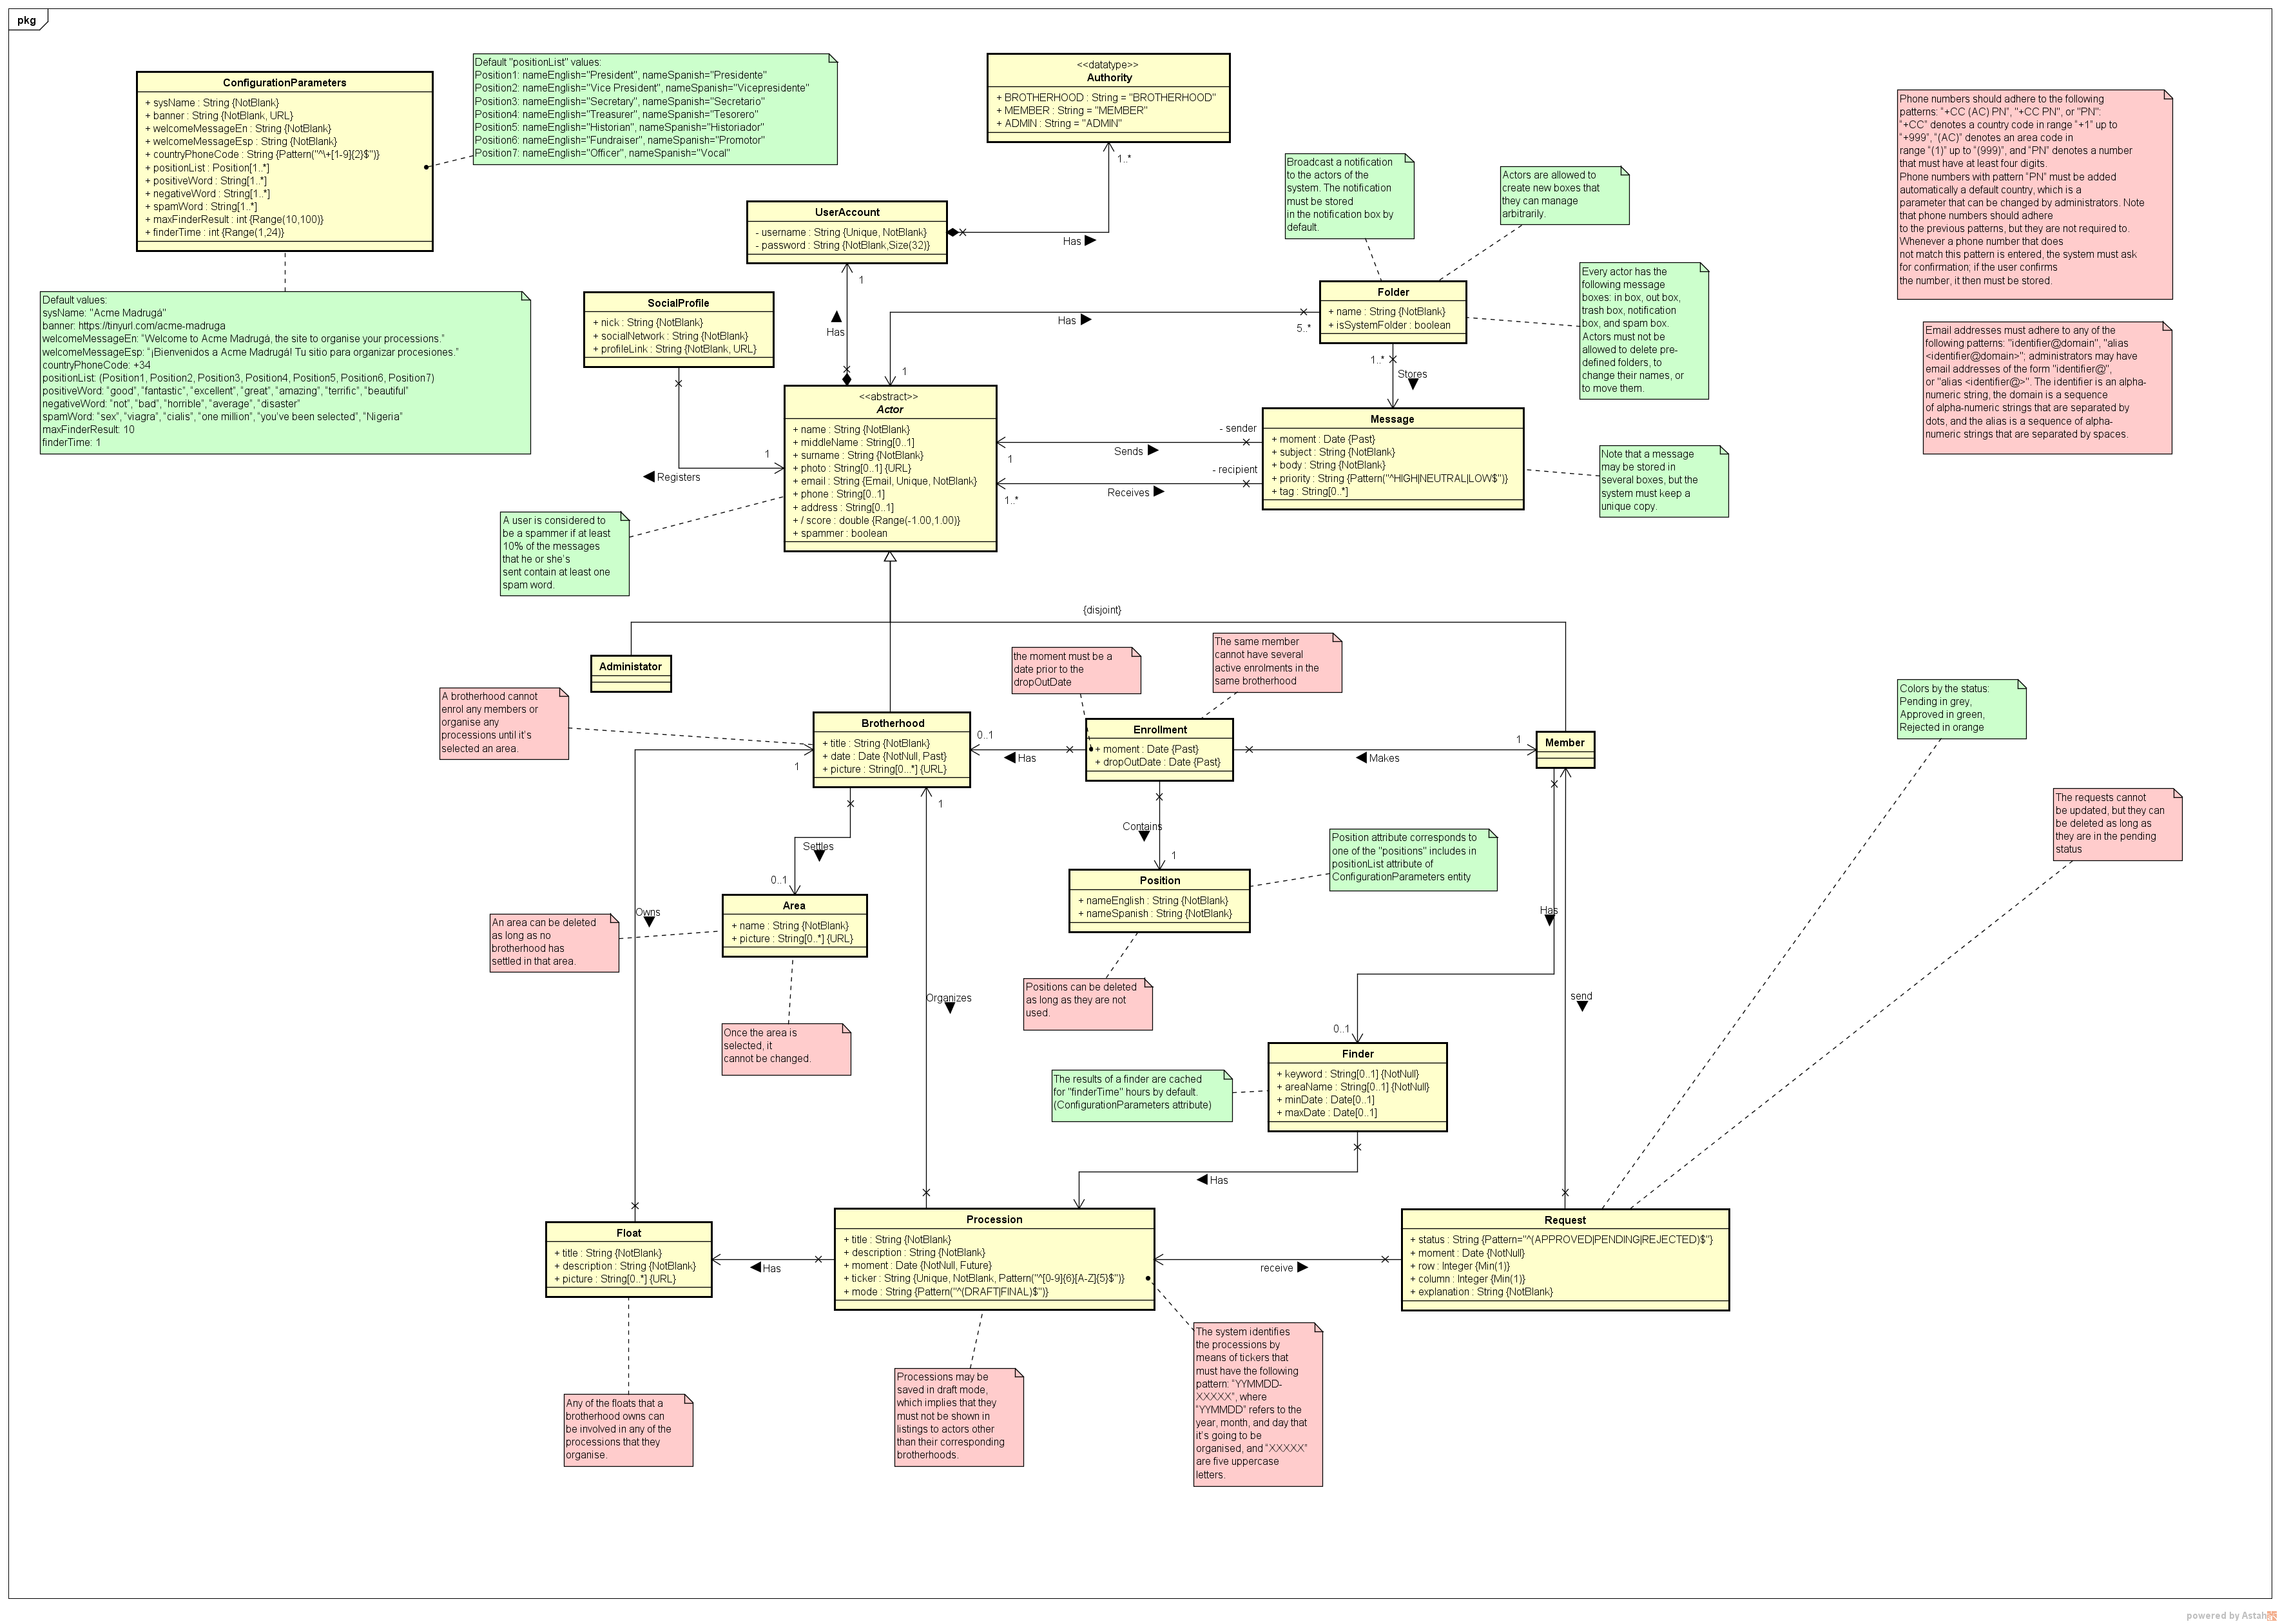 pkg
ConfigurationParameters
+ sysName : String {NotBlank}
+ banner : String {NotBlank, URL}
+ welcomeMessageEn : String {NotBlank}
+ welcomeMessageEsp : String {NotBlank}
+ countryPhoneCode : String {Pattern("^\+[1-9]{2}$")}
+ positionList : Position[1..*]
+ positiveWord : String[1..*]
+ negativeWord : String[1..*]
+ spamWord : String[1..*]
+ maxFinderResult : int {Range(10,100)}
+ finderTime : int {Range(1,24)}
Default "positionList" values:
Position1: nameEnglish="President", nameSpanish="Presidente"
Position2: nameEnglish="Vice President", nameSpanish="Vicepresidente"
Position3: nameEnglish="Secretary", nameSpanish="Secretario"
Position4: nameEnglish="Treasurer", nameSpanish="Tesorero"
Position5: nameEnglish="Historian", nameSpanish="Historiador"
Position6: nameEnglish="Fundraiser", nameSpanish="Promotor"
Position7: nameEnglish="Officer", nameSpanish="Vocal"
<<datatype>>
Authority
+ BROTHERHOOD : String = "BROTHERHOOD"
+ MEMBER : String = "MEMBER"
+ ADMIN : String = "ADMIN"
1..*
Has
UserAccount
- username : String {Unique, NotBlank}
- password : String {NotBlank,Size(32)}
1
Has
Default values:
sysName: "Acme Madrugá"
banner: https://tinyurl.com/acme-madruga
welcomeMessageEn: "Welcome to Acme Madrugá, the site to organise your processions."
welcomeMessageEsp: "¡Bienvenidos a Acme Madrugá! Tu sitio para organizar procesiones."
countryPhoneCode: +34
positionList: (Position1, Position2, Position3, Position4, Position5, Position6, Position7)
positiveWord: "good", "fantastic", "excellent", "great", "amazing", "terrific", "beautiful"
negativeWord: "not", "bad", "horrible", "average", "disaster"
spamWord: "sex", "viagra", "cialis", "one million", "you've been selected", "Nigeria"
maxFinderResult: 10
finderTime: 1
SocialProfile
+ nick : String {NotBlank}
+ socialNetwork : String {NotBlank}
+ profileLink : String {NotBlank, URL}
1
Registers
Broadcast a notification
to the actors of the
system. The notification
must be stored
in the notification box by
default.
Actors are allowed to
create new boxes that
they can manage
arbitrarily.
Every actor has the
following message
boxes: in box, out box,
trash box, notification
box, and spam box.
Actors must not be
allowed to delete pre-
defined folders, to
change their names, or
to move them.
Folder
+ name : String {NotBlank}
+ isSystemFolder : boolean
Has
5..*
1
1..*
Stores
Phone numbers should adhere to the following
patterns: "+CC (AC) PN", "+CC PN", or "PN":
"+CC" denotes a country code in range "+1" up to
"+999", "(AC)" denotes an area code in
range "(1)" up to "(999)", and "PN" denotes a number
that must have at least four digits.
Phone numbers with pattern "PN" must be added
automatically a default country, which is a
parameter that can be changed by administrators. Note
that phone numbers should adhere
to the previous patterns, but they are not required to.
Whenever a phone number that does
not match this pattern is entered, the system must ask
for confirmation; if the user confirms
the number, it then must be stored.
Email addresses must adhere to any of the
following patterns: "identifier@domain", "alias
<identifier@domain>"; administrators may have
email addresses of the form "identifier@",
or "alias <identifier@>". The identifier is an alpha-
numeric string, the domain is a sequence
of alpha-numeric strings that are separated by
dots, and the alias is a sequence of alpha-
numeric strings that are separated by spaces.
<<abstract>>
Actor
+ name : String {NotBlank}
+ middleName : String[0..1]
+ surname : String {NotBlank}
+ photo : String[0..1] {URL}
+ email : String {Email, Unique, NotBlank}
+ phone : String[0..1]
+ address : String[0..1]
+ / score : double {Range(-1.00,1.00)}
+ spammer : boolean
Message
+ moment : Date {Past}
+ subject : String {NotBlank}
+ body : String {NotBlank}
+ priority : String {Pattern("^HIGH|NEUTRAL|LOW$")}
+ tag : String[0..*]
- sender
Sends
1
- recipient
Receives
1..*
Note that a message
may be stored in
several boxes, but the
system must keep a
unique copy.
A user is considered to
be a spammer if at least
10% of the messages
that he or she's
sent contain at least one
spam word.
{disjoint}
Administator
A brotherhood cannot
enrol any members or
organise any
processions until it's
selected an area.
Brotherhood
+ title : String {NotBlank}
+ date : Date {NotNull, Past}
+ picture : String[0...*] {URL}
the moment must be a
date prior to the
dropOutDate
The same member
cannot have several
active enrolments in the
same brotherhood
Enrollment
+ moment : Date {Past}
+ dropOutDate : Date {Past}
0..1
Has
1
Makes
Member
Colors by the status:
Pending in grey,
Approved in green,
Rejected in orange
The requests cannot
be updated, but they can
be deleted as long as
they are in the pending
status
1
1
Settles
0..1
Contains
1
Position attribute corresponds to
one of the "positions" includes in
positionList attribute of
ConfigurationParameters entity
Position
+ nameEnglish : String {NotBlank}
+ nameSpanish : String {NotBlank}
Area
+ name : String {NotBlank}
+ picture : String[0..*] {URL}
An area can be deleted
as long as no
brotherhood has
settled in that area.
Owns
Organizes
Has
send
Positions can be deleted
as long as they are not
used.
Once the area is
selected, it
cannot be changed.
0..1
Finder
+ keyword : String[0..1] {NotNull}
+ areaName : String[0..1] {NotNull}
+ minDate : Date[0..1]
+ maxDate : Date[0..1]
The results of a finder are cached
for "finderTime" hours by default.
(ConfigurationParameters attribute)
Has
Float
+ title : String {NotBlank}
+ description : String {NotBlank}
+ picture : String[0..*] {URL}
Has
Procession
+ title : String {NotBlank}
+ description : String {NotBlank}
+ moment : Date {NotNull, Future}
+ ticker : String {Unique, NotBlank, Pattern("^[0-9]{6}[A-Z]{5}$")}
+ mode : String {Pattern("^(DRAFT|FINAL)$")}
receive
Request
+ status : String {Pattern="^(APPROVED|PENDING|REJECTED)$"}
+ moment : Date {NotNull}
+ row : Integer {Min(1)}
+ column : Integer {Min(1)}
+ explanation : String {NotBlank}
Any of the floats that a
brotherhood owns can
be involved in any of the
processions that they
organise.
Processions may be
saved in draft mode,
which implies that they
must not be shown in
listings to actors other
than their corresponding
brotherhoods.
The system identifies
the processions by
means of tickers that
must have the following
pattern: "YYMMDD-
XXXXX", where
"YYMMDD" refers to the
year, month, and day that
it's going to be
organised, and "XXXXX"
are five uppercase
letters.
powered by Astah